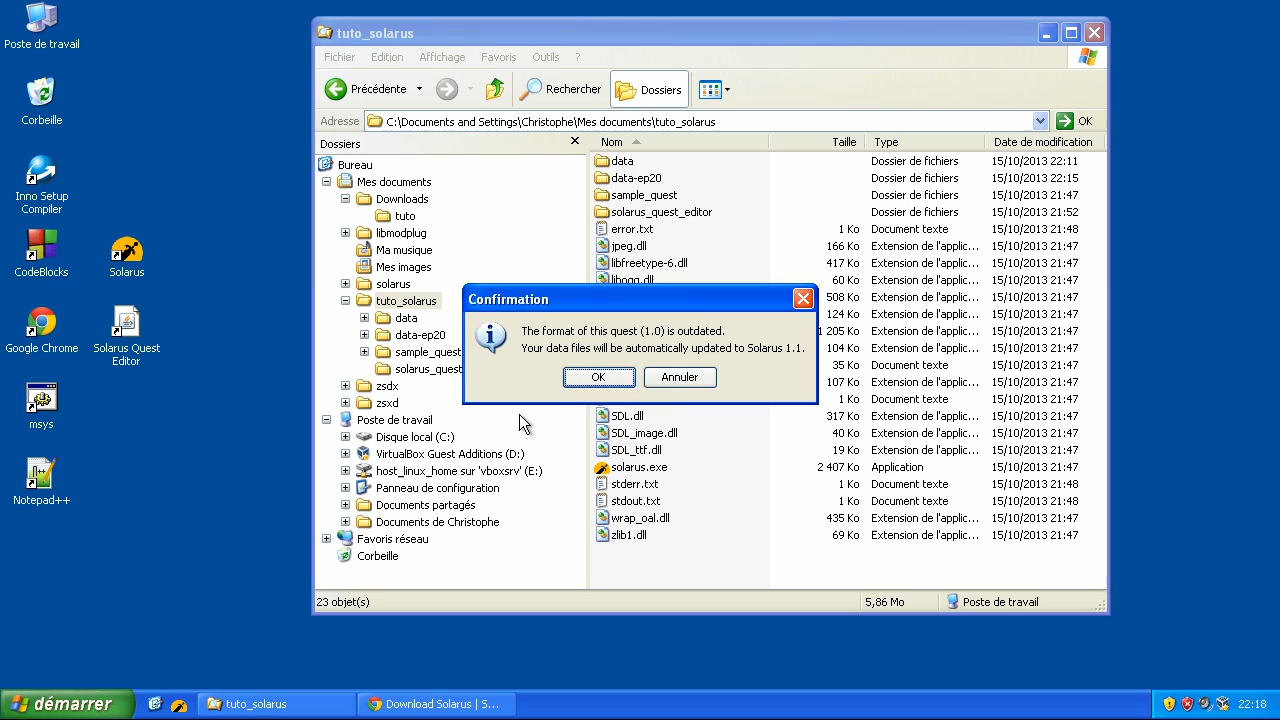 Poste de travail
Corbeille
Inno Setup
Compiler
CodeBlocks
Solarus
Google Chrome
Solarus Quest
Editor
msys
Notepad++
tuto_solarus
Fichier Edition Affichage Favoris Outils ?
Précédente Rechercher Dossiers
Adresse C:\Documents and Settings\Christophe\Mes documents\tuto_solarus OK
Dossiers
Bureau
Mes documents
Downloads
tuto
libmodplug
Ma musique
Mes images
solarus
tuto_solarus
data
data-ep20
sample_quest
solarus_quest
zsdx
zsxd
Poste de travail
Disque local (C:)
VirtualBox Guest Additions (D:)
host_linux_home sur 'vboxsrv' (E:)
Panneau de configuration
Documents partagés
Documents de Christophe
Favoris réseau
Corbeille
Nom Taille Type Date de modification
data Dossier de fichiers 15/10/2013 22:11
data-ep20 Dossier de fichiers 15/10/2013 22:15
sample_quest Dossier de fichiers 15/10/2013 21:47
solarus_quest_editor Dossier de fichiers 15/10/2013 21:52
error.txt 1 Ko Document texte 15/10/2013 21:48
jpeg.dll 166 Ko Extension de l'applic... 15/10/2013 21:47
libfreetype-6.dll 417 Ko Extension de l'applic... 15/10/2013 21:47
libogg.dll 60 Ko Extension de l'applic... 15/10/2013 21:47
508 Ko Extension de l'applic... 15/10/2013 21:47
124 Ko Extension de l'applic... 15/10/2013 21:47
1 205 Ko Extension de l'applic... 15/10/2013 21:47
104 Ko Extension de l'applic... 15/10/2013 21:47
35 Ko Document texte 15/10/2013 21:47
107 Ko Extension de l'applic... 15/10/2013 21:47
1 Ko Document texte 15/10/2013 21:47
SDL.dll 317 Ko Extension de l'applic... 15/10/2013 21:47
SDL_image.dll 40 Ko Extension de l'applic... 15/10/2013 21:47
SDL_ttf.dll 19 Ko Extension de l'applic... 15/10/2013 21:47
solarus.exe 2 407 Ko Application 15/10/2013 21:47
stderr.txt 1 Ko Document texte 15/10/2013 21:48
stdout.txt 1 Ko Document texte 15/10/2013 21:48
wrap_oal.dll 435 Ko Extension de l'applic... 15/10/2013 21:47
zlib1.dll 69 Ko Extension de l'applic... 15/10/2013 21:47
Confirmation
The format of this quest (1.0) is outdated.
Your data files will be automatically updated to Solarus 1.1.
OK Annuler
23 objet(s) 5,86 Mo Poste de travail
démarrer tuto_solarus Download Solarus | S... 22:18